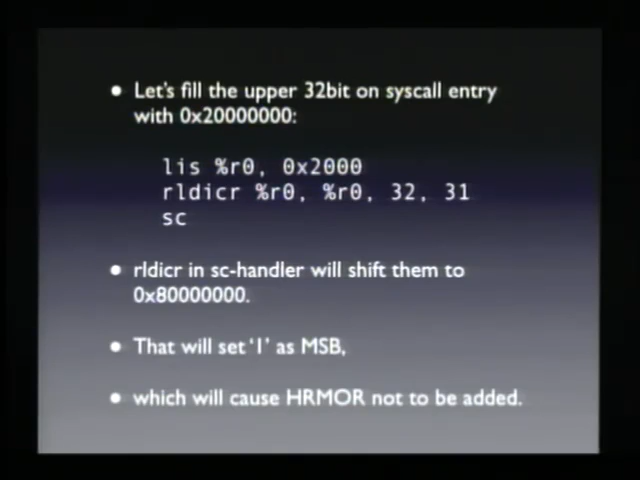 Let's fill the upper 32bit on syscall entry
with 0x20000000:
lis %r0, 0x2000
rldicr %r0, %r0, 32, 31
sc
rldicr in sc-handler will shift them to
0x80000000.
That will set '1' as MSB,
which will cause HRMOR not to be added.